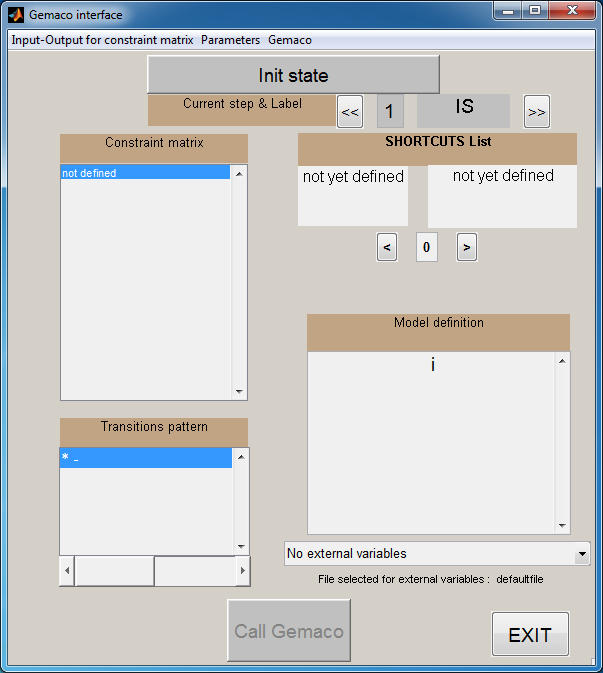 Gemaco interface
Input-Output for constraint matrix Parameters Gemaco
Init state
Current step & Label
<<
1
IS
>>
Constraint matrix
not defined
SHORTCUTS List
not yet defined
not yet defined
<
0
>
Model definition
i
Transitions pattern
* -
No external variables
File selected for external variables : defaultfile
Call Gemaco
EXIT